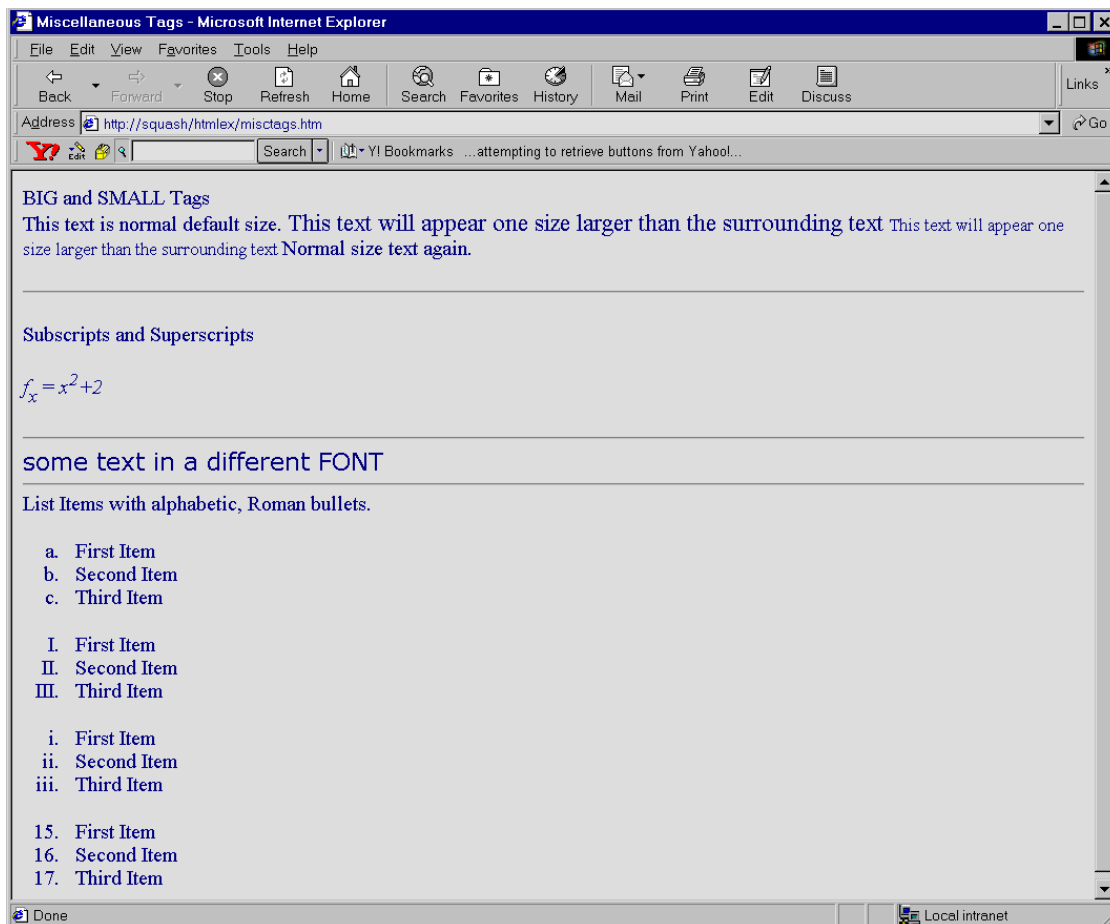 Miscellaneous Tags - Microsoft Internet Explorer
File Edit View Favorites Tools Help
Back Forward Stop Refresh Home Search Favorites History Mail Print Edit Discuss Links »
Address http://squash/htmlex/misctags.htm Go
Y? Edit Search Y! Bookmarks ...attempting to retrieve buttons from Yahoo!...
BIG and SMALL Tags
This text is normal default size. This text will appear one size larger than the surrounding text This text will appear one
size larger than the surrounding text Normal size text again.
Subscripts and Superscripts
fₓ=x²+2
some text in a different FONT
List Items with alphabetic, Roman bullets.
a. First Item
b. Second Item
c. Third Item
I. First Item
II. Second Item
III. Third Item
i. First Item
ii. Second Item
iii. Third Item
15. First Item
16. Second Item
17. Third Item
Done Local intranet